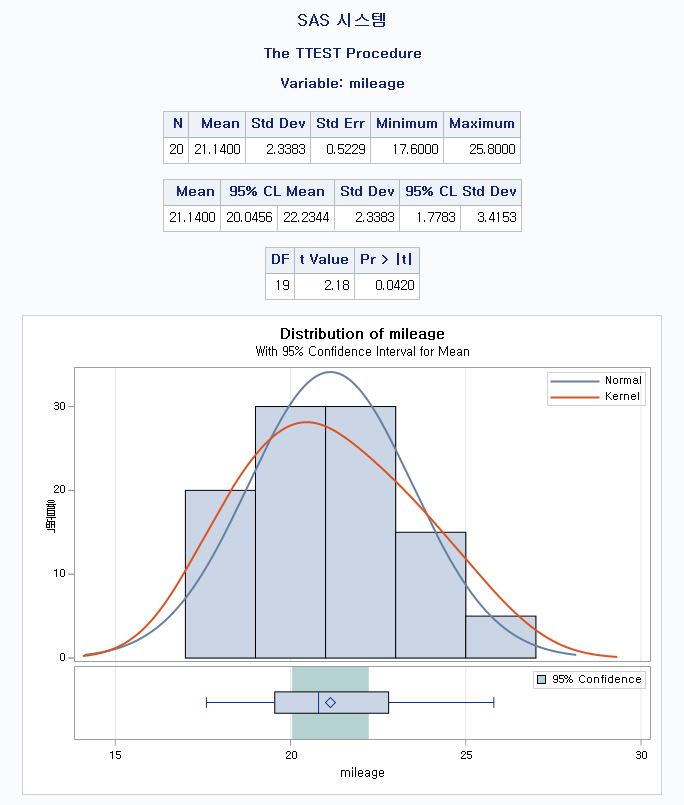 SAS 시스템
The TTEST Procedure
Variable: mileage
N Mean Std Dev Std Err Minimum Maximum
20 21.1400 2.3383 0.5229 17.6000 25.8000
Mean 95% CL Mean Std Dev 95% CL Std Dev
21.1400 20.0456 22.2344 2.3383 1.7783 3.4153
DF t Value Pr > |t|
19 2.18 0.0420
Distribution of mileage
With 95% Confidence Interval for Mean
Normal
Kernel
30
20
10
0
95% Confidence
15 20 25 30
mileage